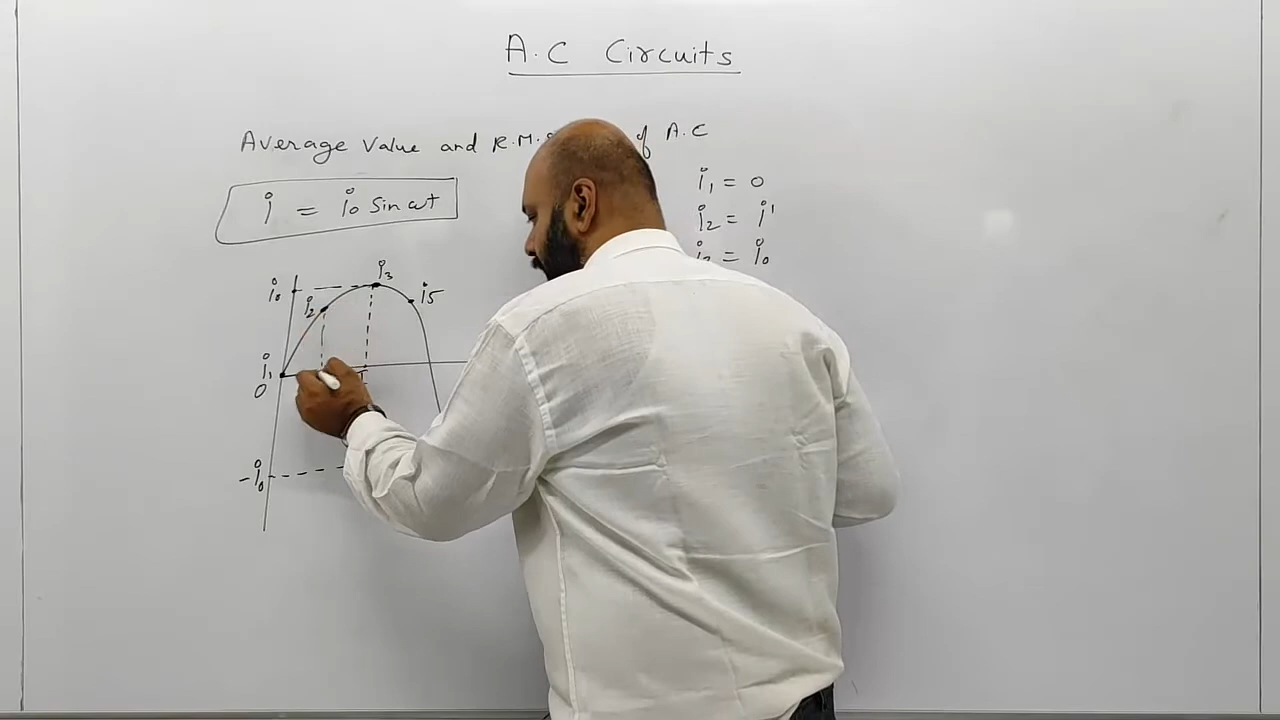 A.C Circuits
Average Value and R.M.S of A.C
i = i₀ Sin ωt
i₁ = 0
i₂ = i'
i₃ = i₀
i₃
i₀
i₂
i5
i₁
0
-i₀